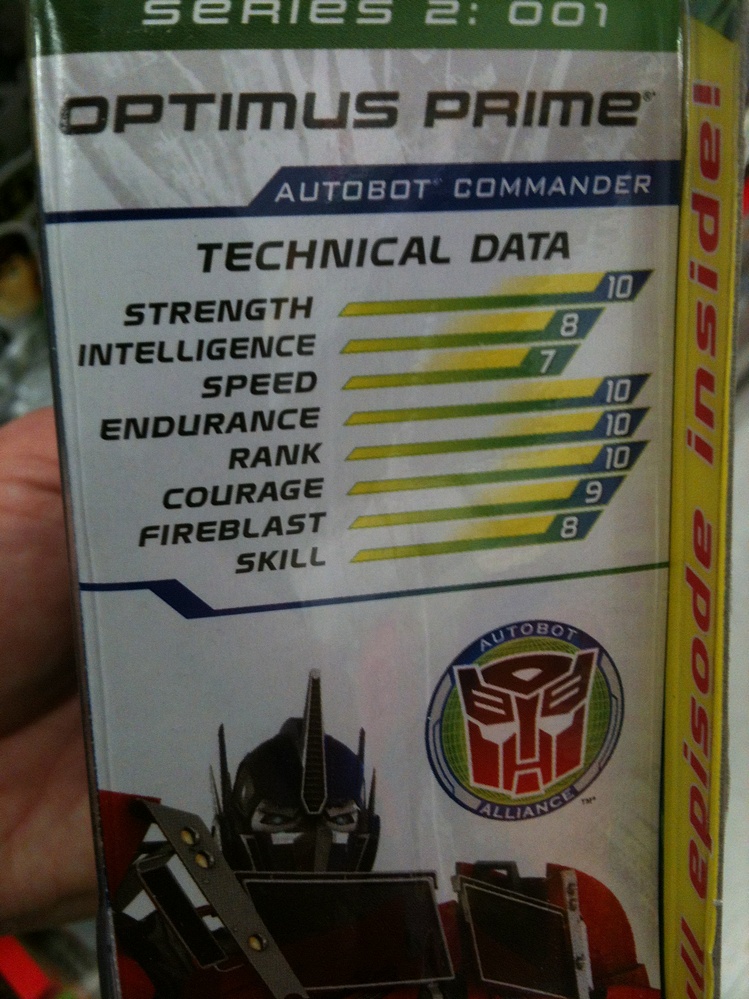 SERIES 2: 001
OPTIMUS PRIME®*
AUTOBOT® COMMANDER
TECHNICAL DATA
STRENGTH 10
INTELLIGENCE 8
SPEED 7
ENDURANCE 10
RANK 10
COURAGE 10
FIREBLAST 9
SKILL 8
AUTOBOT
ALLIANCE
™*
episode inside!